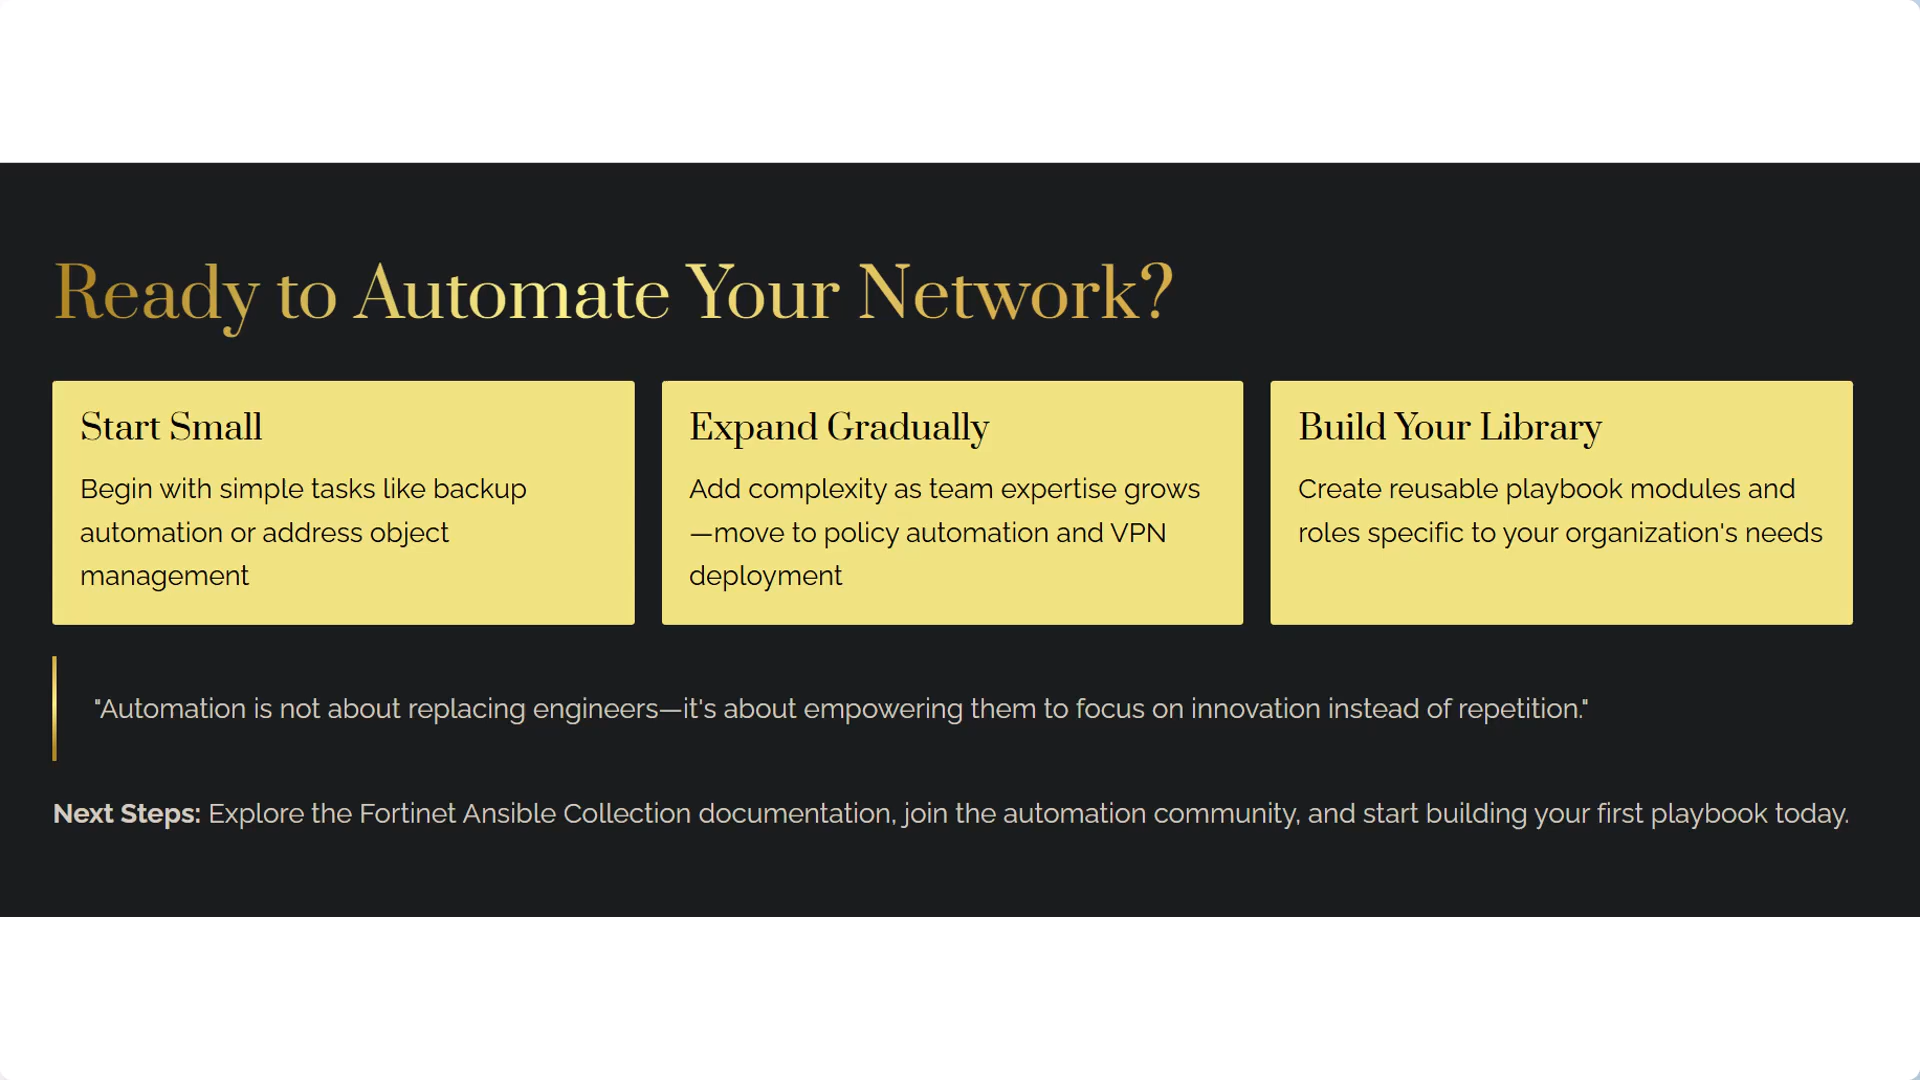 Ready to Automate Your Network?
Start Small
Begin with simple tasks like backup
automation or address object
management
Expand Gradually
Add complexity as team expertise grows
—move to policy automation and VPN
deployment
Build Your Library
Create reusable playbook modules and
roles specific to your organization's needs
"Automation is not about replacing engineers—it's about empowering them to focus on innovation instead of repetition."
Next Steps: Explore the Fortinet Ansible Collection documentation, join the automation community, and start building your first playbook today.